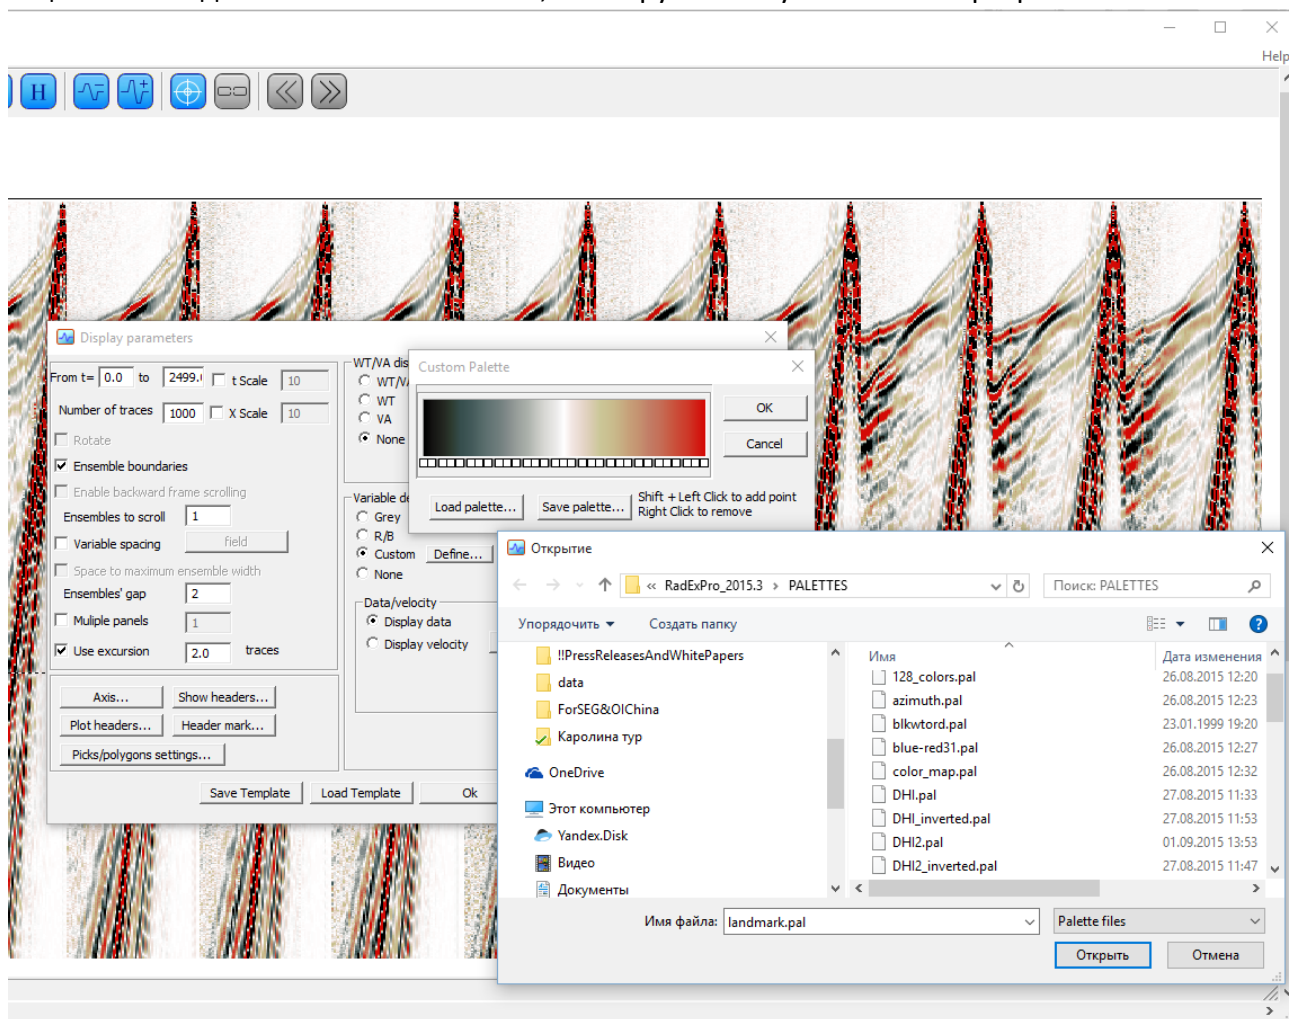 Help
H
Display parameters
From t= 0.0 to 2499.( t Scale 10
Number of traces 1000 X Scale 10
Rotate
Ensemble boundaries
Enable backward frame scrolling
Ensembles to scroll 1
Variable spacing field
Space to maximum ensemble width
Ensembles' gap 2
Muliple panels 1
Use excursion 2.0 traces
Axis... Show headers...
Plot headers... Header mark...
Picks/polygons settings...
Save Template Load Template Ok
WT/VA dis
WT/V
WT
VA
None
Variable de
Grey
R/B
Custom Define...
None
Data/velocity
Display data
Display velocity
Custom Palette
OK
Cancel
Load palette... Save palette...
Shift + Left Click to add point
Right Click to remove
Открытие
« RadExPro_2015.3 › PALETTES
Поиск: PALETTES
Упорядочить Создать папку
!!PressReleasesAndWhitePapers
data
ForSEG&OIChina
Каролина тур
OneDrive
Этот компьютер
Yandex.Disk
Видео
Документы
Имя Дата изменения
128_colors.pal 26.08.2015 12:20
azimuth.pal 26.08.2015 12:23
blkwtord.pal 23.01.1999 19:20
blue-red31.pal 26.08.2015 12:27
color_map.pal 26.08.2015 12:32
DHI.pal 27.08.2015 11:33
DHI_inverted.pal 27.08.2015 11:53
DHI2.pal 01.09.2015 13:53
DHI2_inverted.pal 27.08.2015 11:47
Имя файла: landmark.pal Palette files
Открыть Отмена